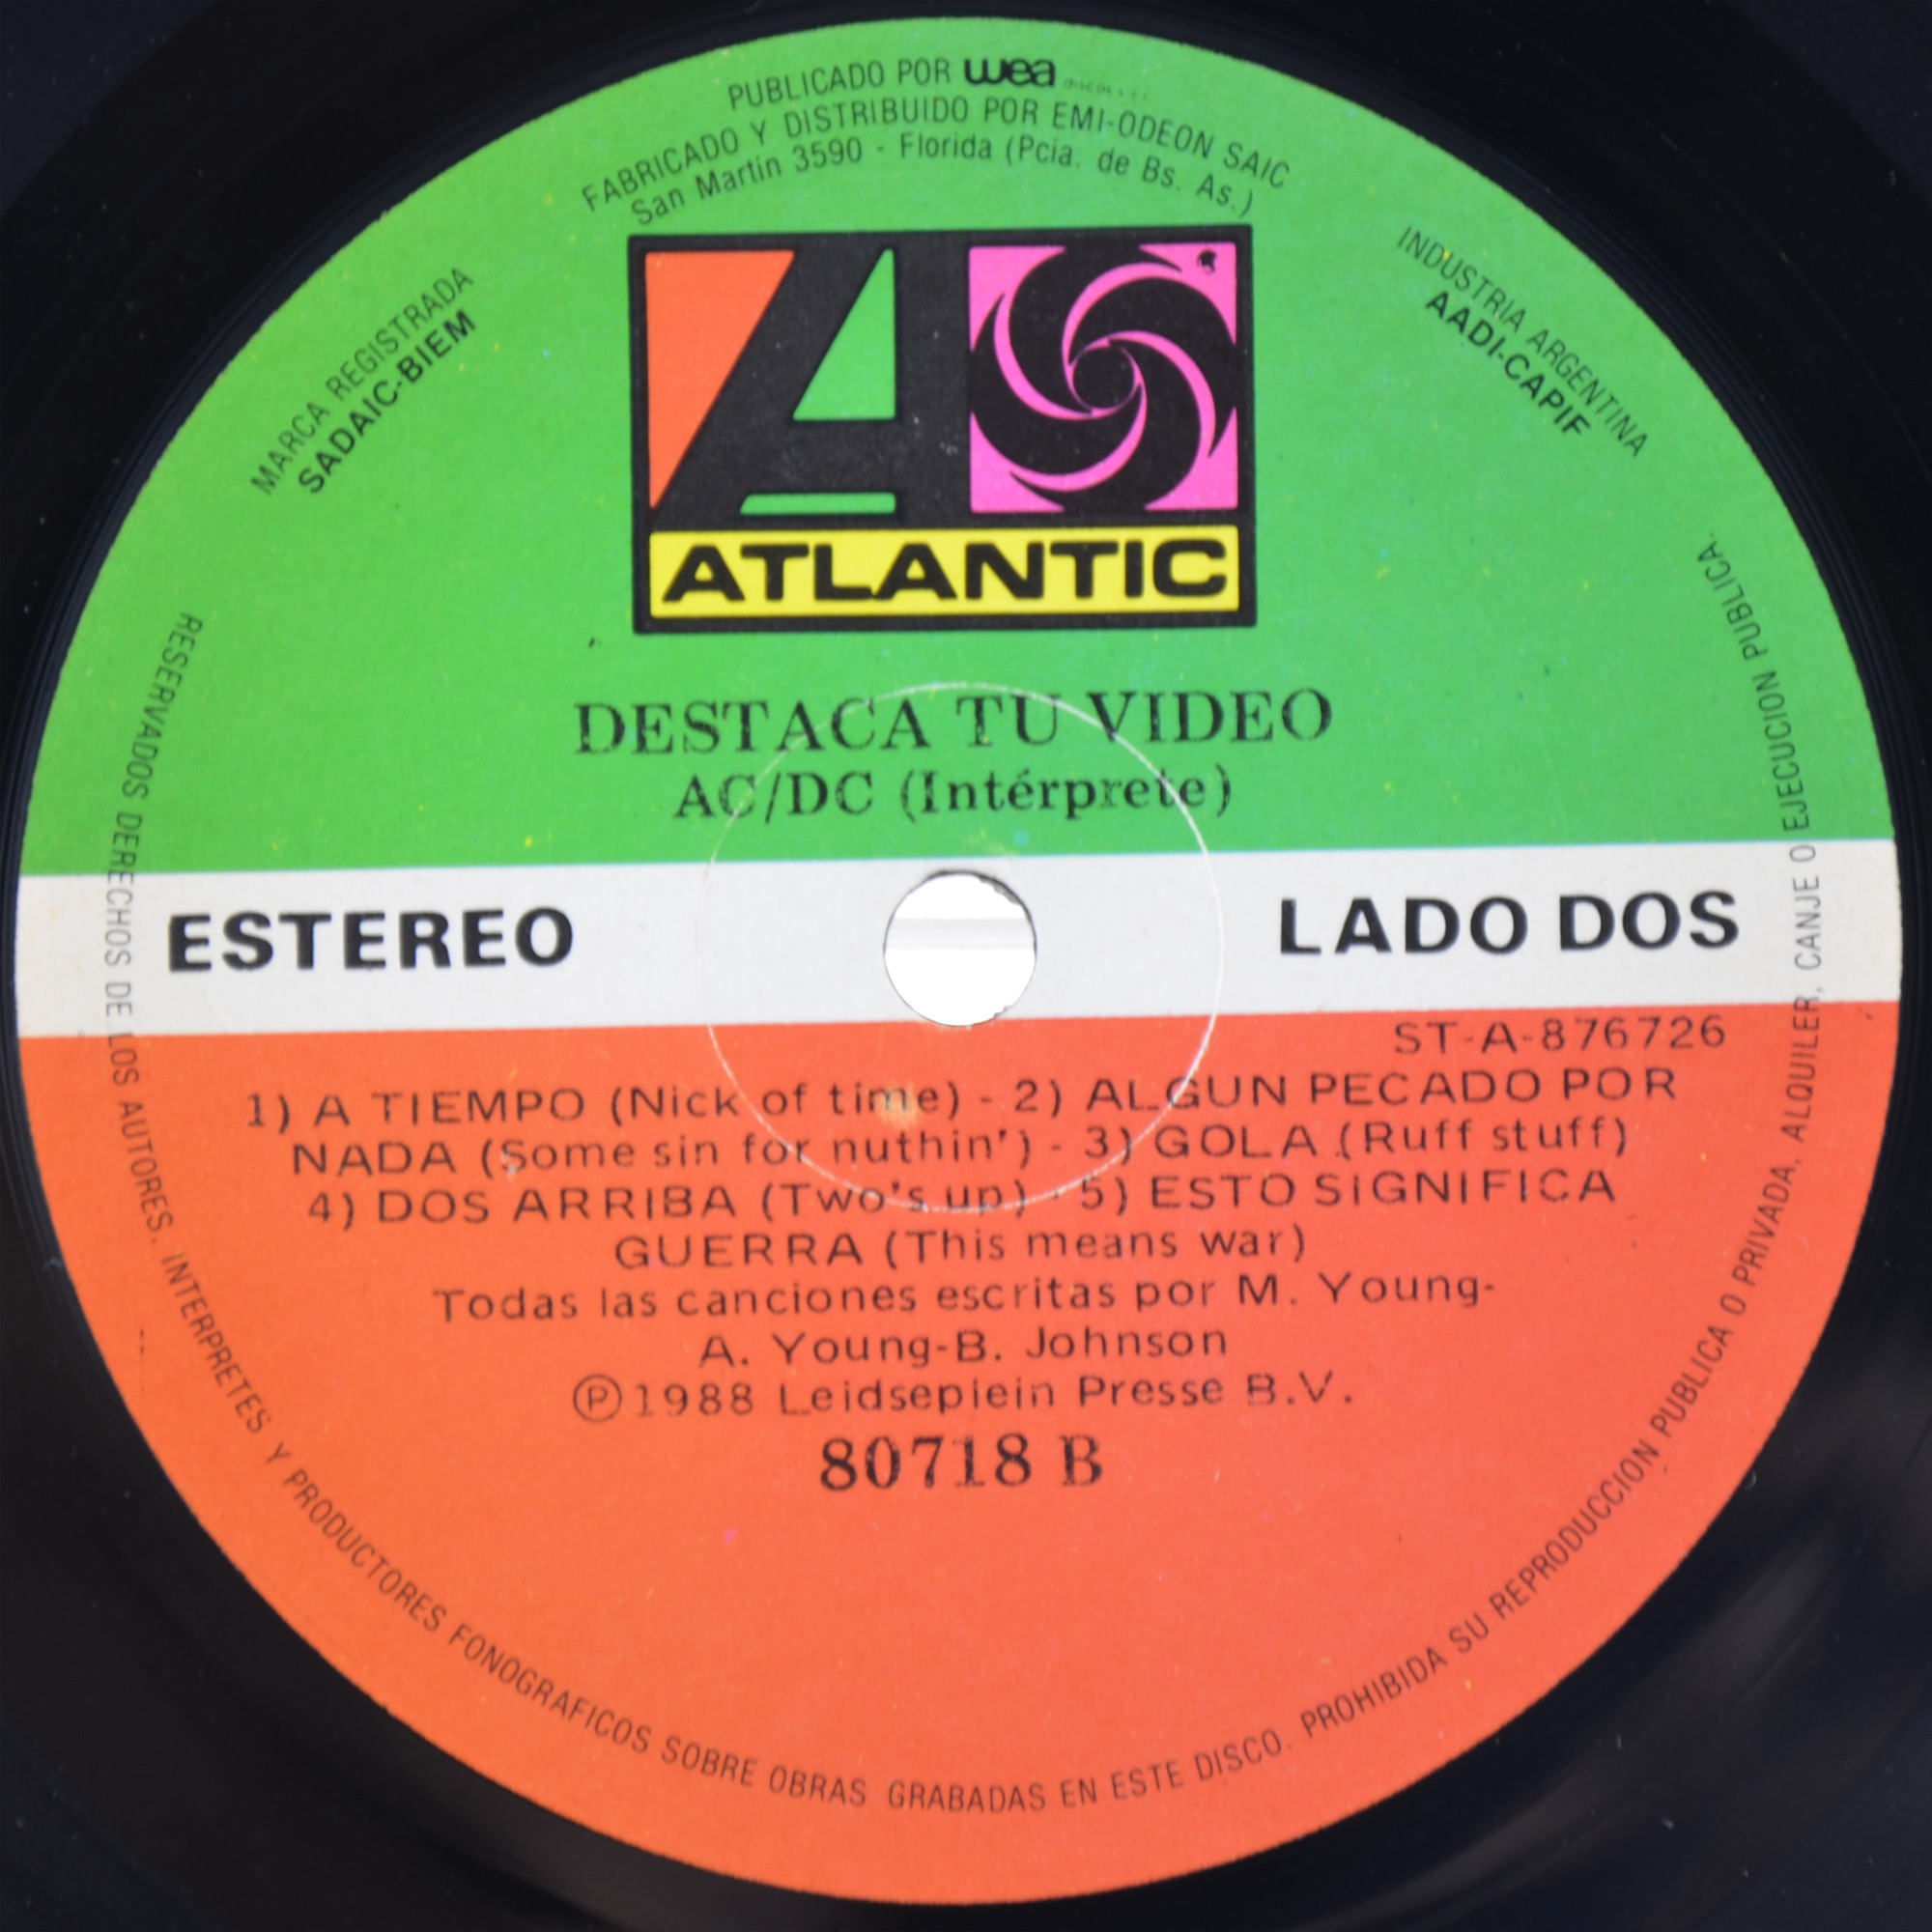 PUBLICADO POR wea
FABRICADO Y DISTRIBUIDO POR EMI-ODEON SAIC
San Martín 3590 - Florida (Pcia. de Bs. As.)
MARCA REGISTRADA
SADAIC-BIEM
INDUSTRIA ARGENTINA
AADI-CAPIF
ATLANTIC
DESTACA TU VIDEO
AC/DC (Intérprete)
ESTEREO
LADO DOS
ST-A-876726
1) A TIEMPO (Nick of time) - 2) ALGUN PECADO POR
NADA (Some sin for nuthin') - 3) GOLA (Ruff stuff)
4) DOS ARRIBA (Two's up) - 5) ESTO SIGNIFICA
GUERRA (This means war)
Todas las canciones escritas por M. Young-
A. Young-B. Johnson
Ⓟ1988 Leidseplein Presse B.V.
80718 B
RESERVADOS DERECHOS DE LOS AUTORES, INTERPRETES Y PRODUCTORES FONOGRAFICOS SOBRE OBRAS GRABADAS EN ESTE DISCO. PROHIBIDA SU REPRODUCCION PUBLICA O PRIVADA, ALQUILER, CANJE O EJECUCION PUBLICA.